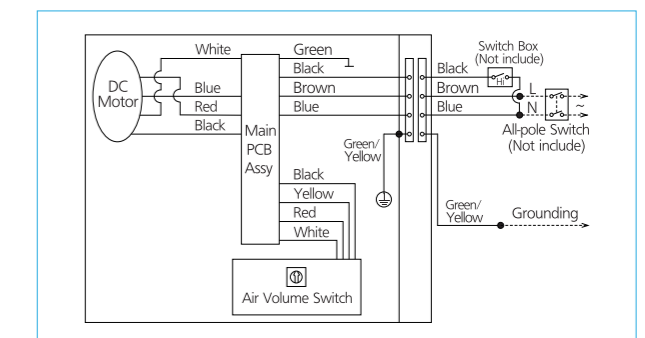 White
Green
Switch Box
(Not include)
Black
Black
Hi
DC
Motor
Blue
Brown
Brown
L
Red
Blue
Blue
N
~
Black
Main
PCB
Assy
Green/
Yellow
All-pole Switch
(Not include)
Black
Yellow
Red
White
Green/
Yellow
Grounding
Air Volume Switch